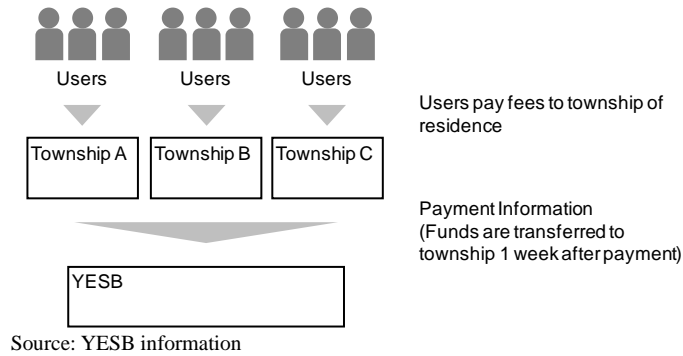 Users
Users
Users
Users pay fees to township of
residence
Township A
Township B
Township C
Payment Information
(Funds are transferred to
township 1 week after payment)
YESB
Source: YESB information